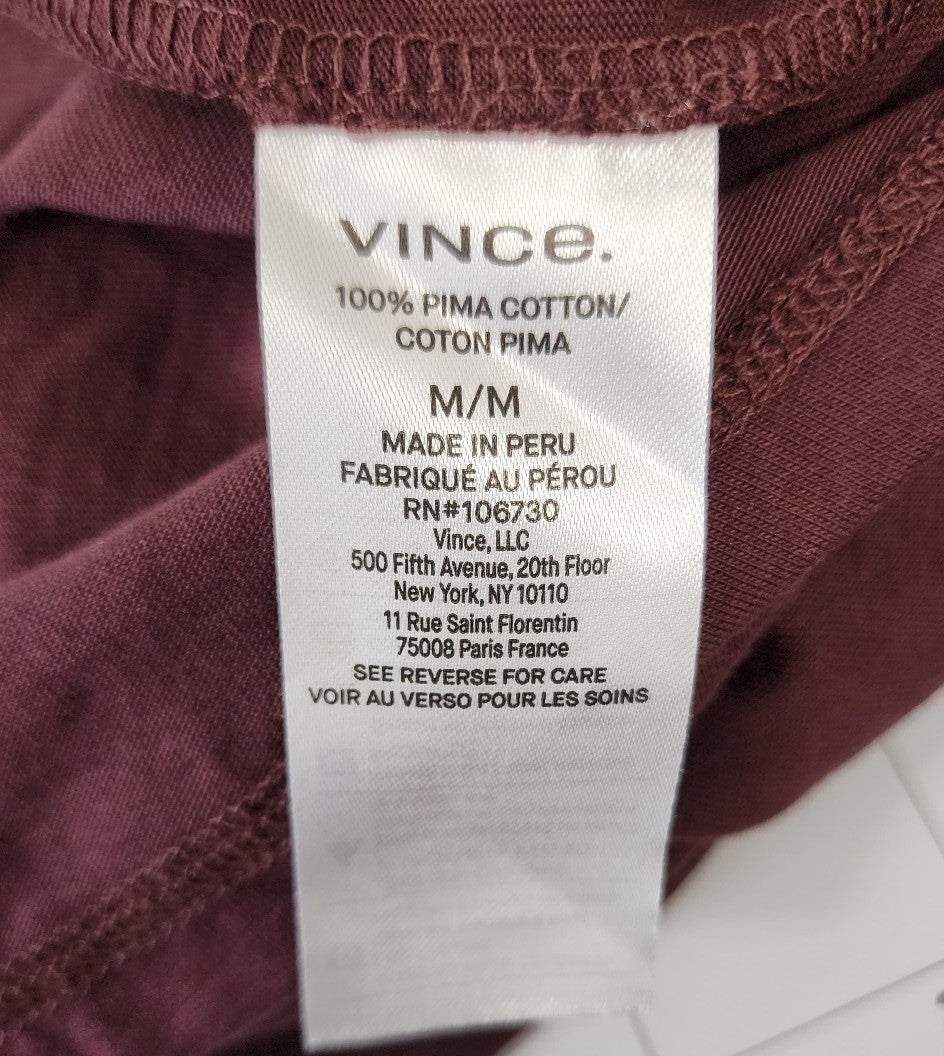 VINCe.
100% PIMA COTTON/
COTON PIMA
M/M
MADE IN PERU
FABRIQUÉ AU PÉROU
RN#106730
Vince, LLC
500 Fifth Avenue, 20th Floor
New York, NY 10110
11 Rue Saint Florentin
75008 Paris France
SEE REVERSE FOR CARE
VOIR AU VERSO POUR LES SOINS